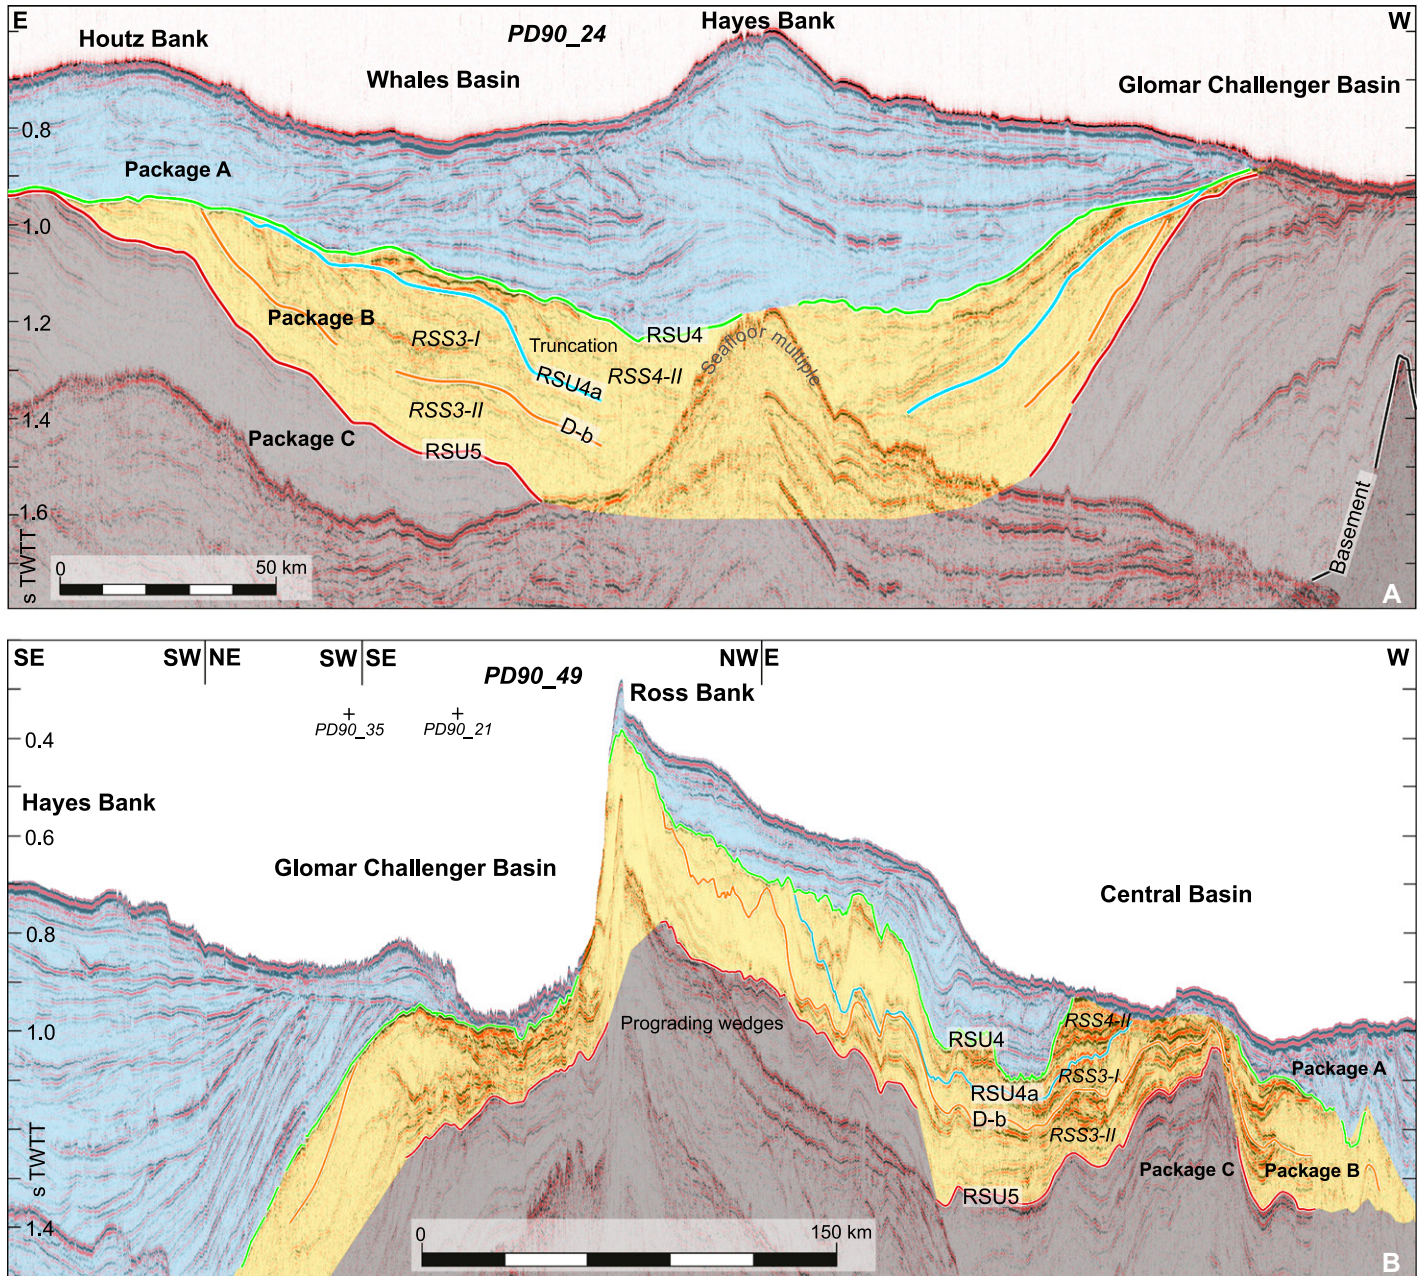 E
PD90_24
Hayes Bank
W
Houtz Bank
Whales Basin
Glomar Challenger Basin
0.8
Package A
1.0
Package B
1.2
RSS3-I
Truncation
RSU4
Seafloor multiple
RSU4a
RSS4-II
RSS3-II
D-b
1.4
Package C
RSU5
1.6
s TWTT
0
50 km
Basement
A
SE
SW
NE
SW
SE
PD90_49
NW
E
W
Ross Bank
PD90_35
PD90_21
0.4
Hayes Bank
0.6
Glomar Challenger Basin
Central Basin
0.8
1.0
Prograding wedges
RSS4-II
RSU4
RSS3-I
Package A
RSU4a
D-b
RSS3-II
Package C
Package B
RSU5
s TWTT
1.4
0
150 km
B